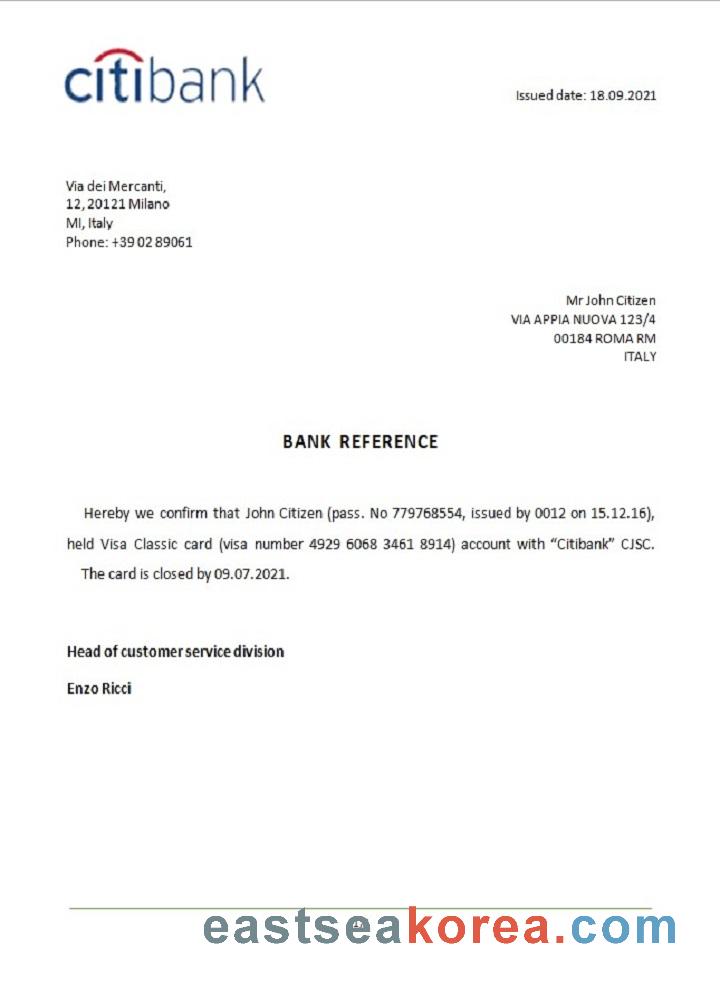 citibank
Issued date: 18.09.2021
Via dei Mercanti,
12, 20121 Milano
MI, Italy
Phone: +39 02 89061
Mr John Citizen
VIA APPIA NUOVA 123/4
00184 ROMA RM
ITALY
BANK REFERENCE
Hereby we confirm that John Citizen (pass. No 779768554, issued by 0012 on 15.12.16),
held Visa Classic card (visa number 4929 6068 3461 8914) account with “Citibank” CJSC.
The card is closed by 09.07.2021.
Head of customer service division
Enzo Ricci
eastseakorea.com